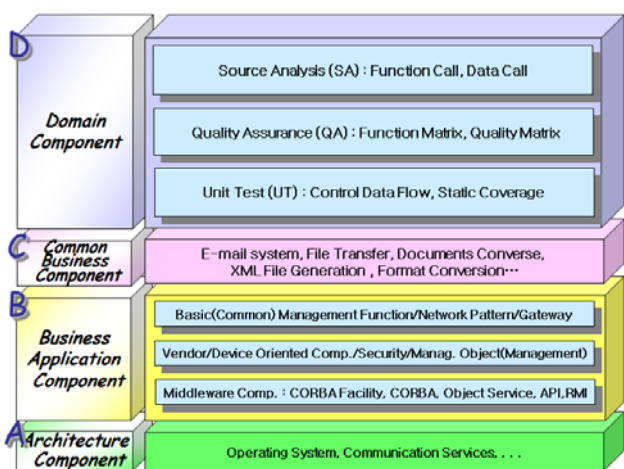 D
Domain
Component
Source Analysis (SA) : Function Call, Data Call
Quality Assurance (QA) : Function Matrix, Quality Matrix
Unit Test (UT) : Control Data Flow, Static Coverage
C
Common
Business
Component
E-mail system, File Transfer, Documents Converse,
XML File Generation , Format Conversion⋯
B
Business
Application
Component
Basic(Common) Management Function/Network Pattern/Gateway
Vendor/Device Oriented Comp./Security/Manag. Object(Management)
Middleware Comp. : CORBA Facility, CORBA, Object Service, API,RMI
A
Architecture
Component
Operating System, Communication Services, . . .